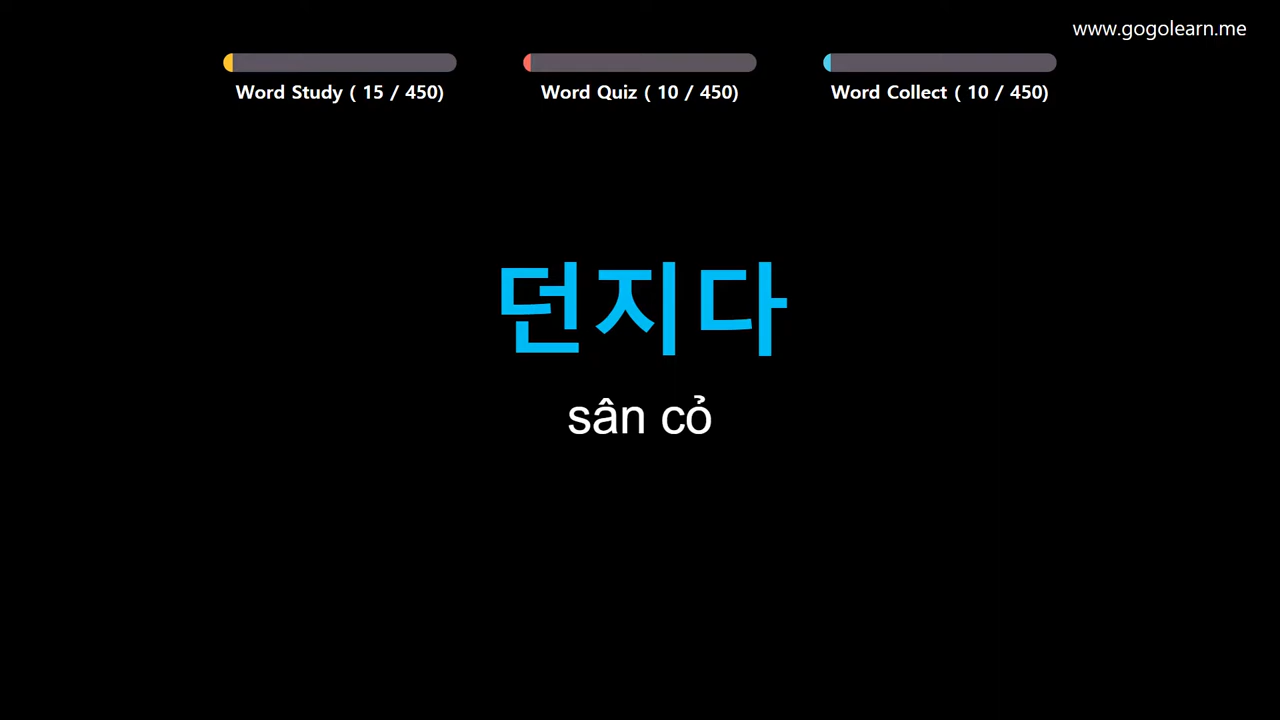 www.gogolearn.me
Word Study ( 15 / 450)
Word Quiz ( 10 / 450)
Word Collect ( 10 / 450)
던지다
sân cỏ